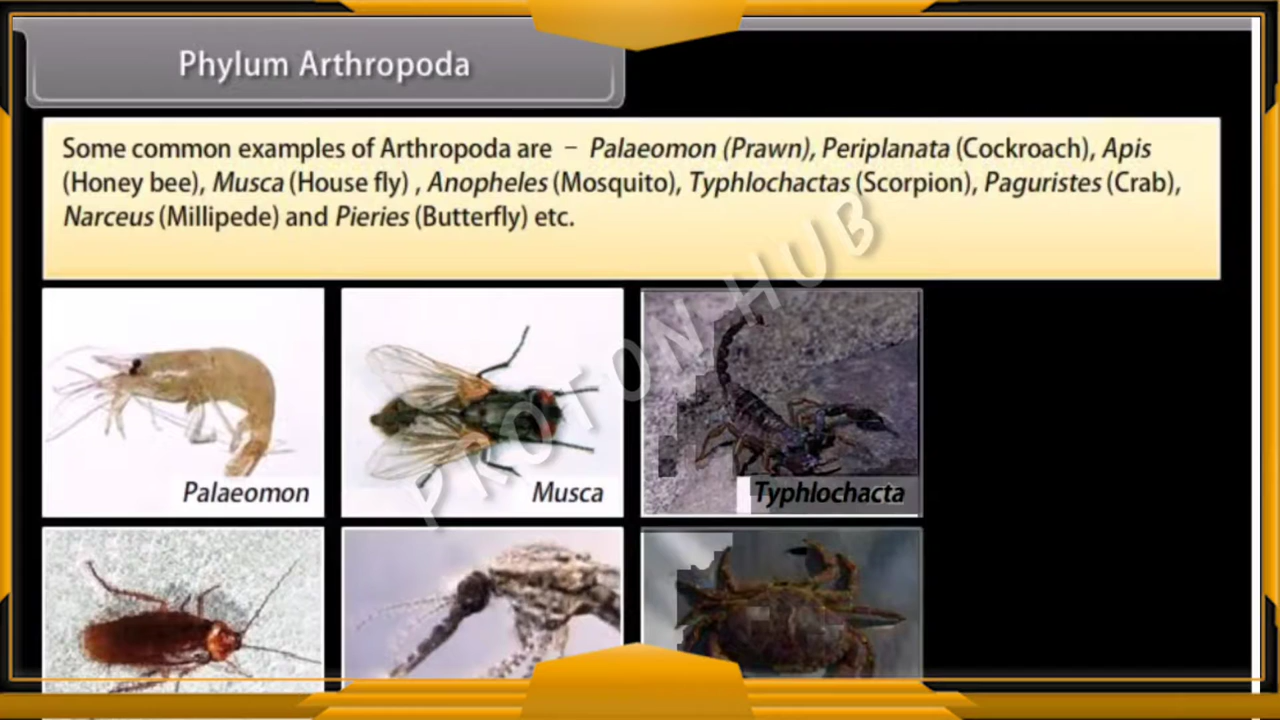 Phylum Arthropoda
Some common examples of Arthropoda are – Palaeomon (Prawn), Periplanata (Cockroach), Apis
(Honey bee), Musca (House fly) , Anopheles (Mosquito), Typhlochactas (Scorpion), Paguristes (Crab),
Narceus (Millipede) and Pieries (Butterfly) etc.
PROTON HUB
Palaeomon
Musca
Typhlochacta